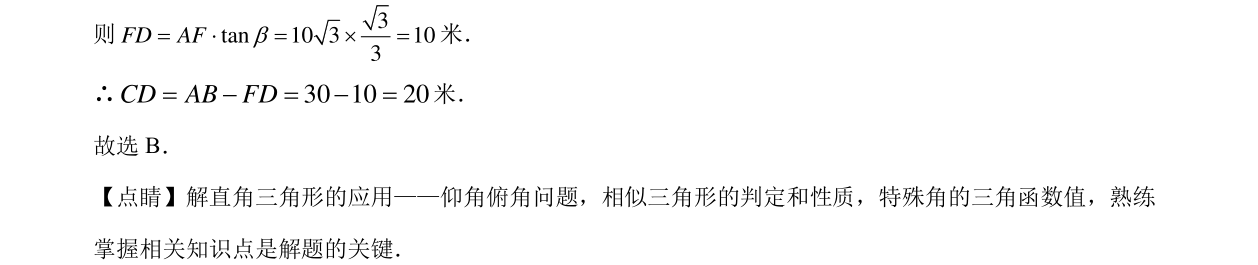 则 FD = AF · tan β = 10√3 × √3/3 = 10 米．
∴ CD = AB − FD = 30 − 10 = 20 米．
故选 B．
【点睛】解直角三角形的应用——仰角俯角问题，相似三角形的判定和性质，特殊角的三角函数值，熟练
掌握相关知识点是解题的关键．